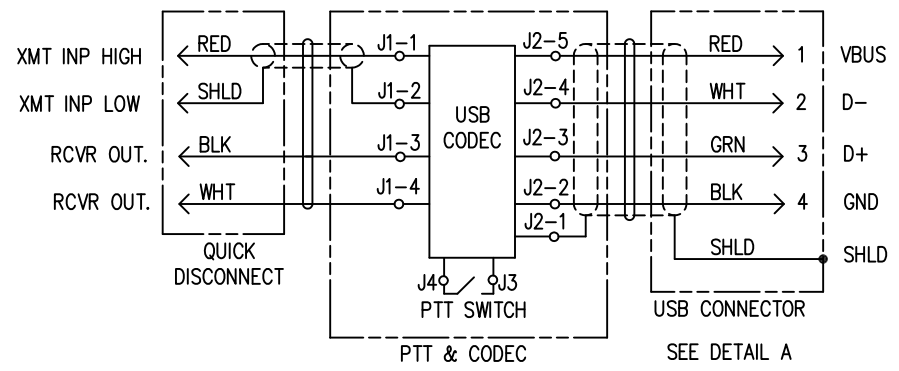 XMT INP HIGH RED J1-1 J2-5 RED 1 VBUS
XMT INP LOW SHLD J1-2 J2-4 WHT 2 D-
USB
CODEC
RCVR OUT. BLK J1-3 J2-3 GRN 3 D+
RCVR OUT. WHT J1-4 J2-2 BLK 4 GND
J2-1
SHLD SHLD
QUICK
DISCONNECT
J4 J3
PTT SWITCH
USB CONNECTOR
PTT & CODEC
SEE DETAIL A